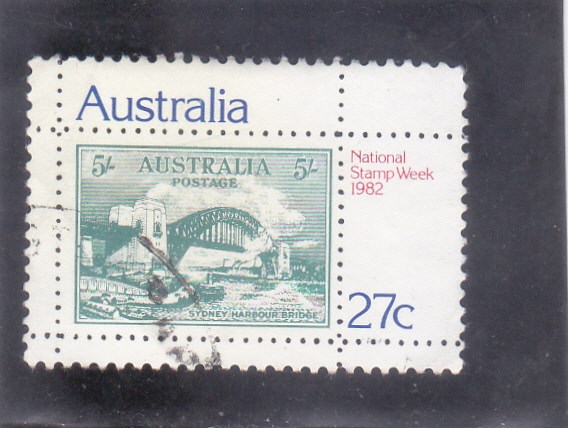 Australia
5/- AUSTRALIA 5/-
POSTAGE
SYDNEY HARBOUR BRIDGE
National
Stamp Week
1982
27c